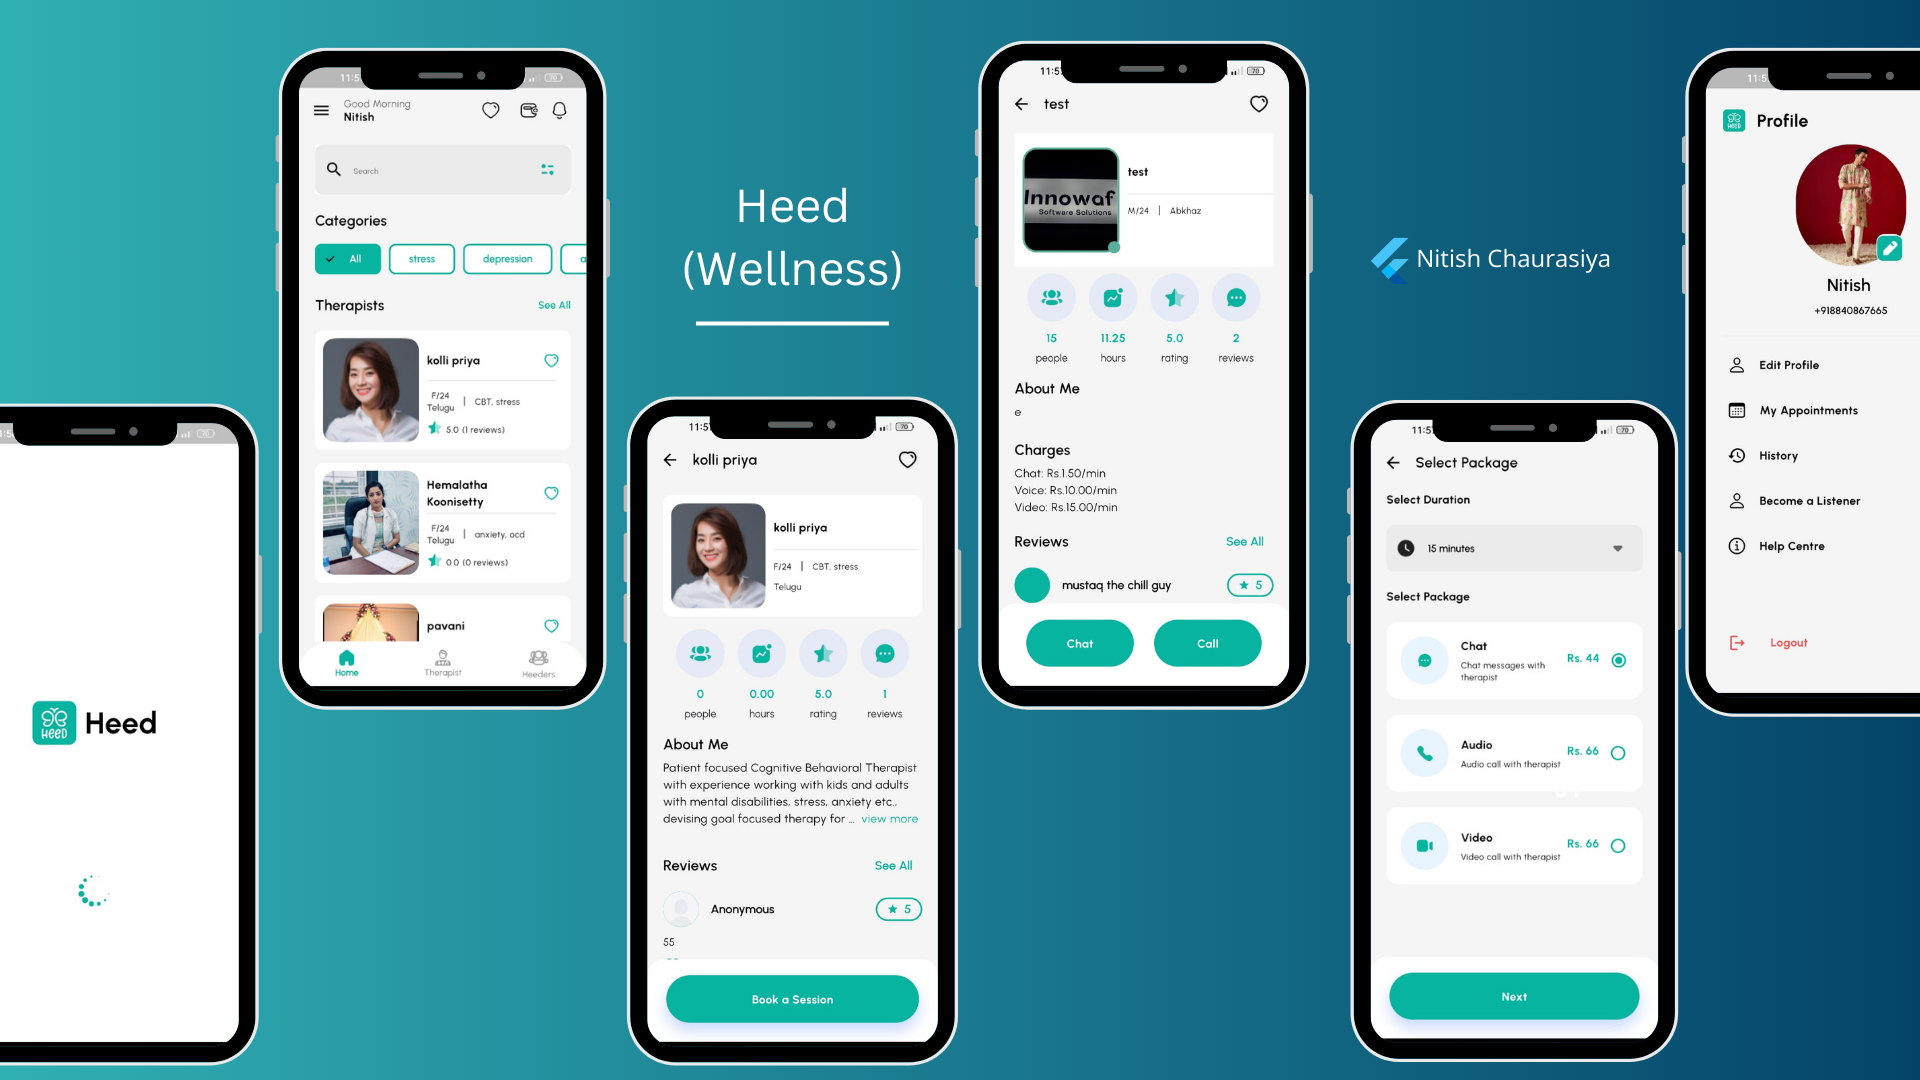 HEED
Heed
11:5
70
Good Morning
Nitish
Search
Categories
All
stress
depression
a
Therapists
See All
kolli priya
F/24
Telugu
CBT, stress
5.0 (1 reviews)
Hemalatha
Koonisetty
F/24
Telugu
anxiety, ocd
0.0 (0 reviews)
pavani
Home
Therapist
Heeders
Heed
(Wellness)
11:5
70
kolli priya
kolli priya
F/24 | CBT, stress
Telugu
0
people
0.00
hours
5.0
rating
1
reviews
About Me
Patient focused Cognitive Behavioral Therapist
with experience working with kids and adults
with mental disabilities, stress, anxiety etc.,
devising goal focused therapy for ... view more
Reviews
See All
Anonymous
5
55
Book a Session
11:5
70
test
Innowaf
Software Solutions
test
M/24 | Abkhaz
15
people
11.25
hours
5.0
rating
2
reviews
About Me
e
Charges
Chat: Rs.1.50/min
Voice: Rs.10.00/min
Video: Rs.15.00/min
Reviews
See All
mustaq the chill guy
5
Chat
Call
Nitish Chaurasiya
11:5
70
Select Package
Select Duration
15 minutes
Select Package
Chat
Chat messages with
therapist
Rs. 44
Audio
Audio call with therapist
Rs. 66
Video
Video call with therapist
Rs. 66
Next
11:5
HEED
Profile
Nitish
+918840867665
Edit Profile
My Appointments
History
Become a Listener
Help Centre
Logout